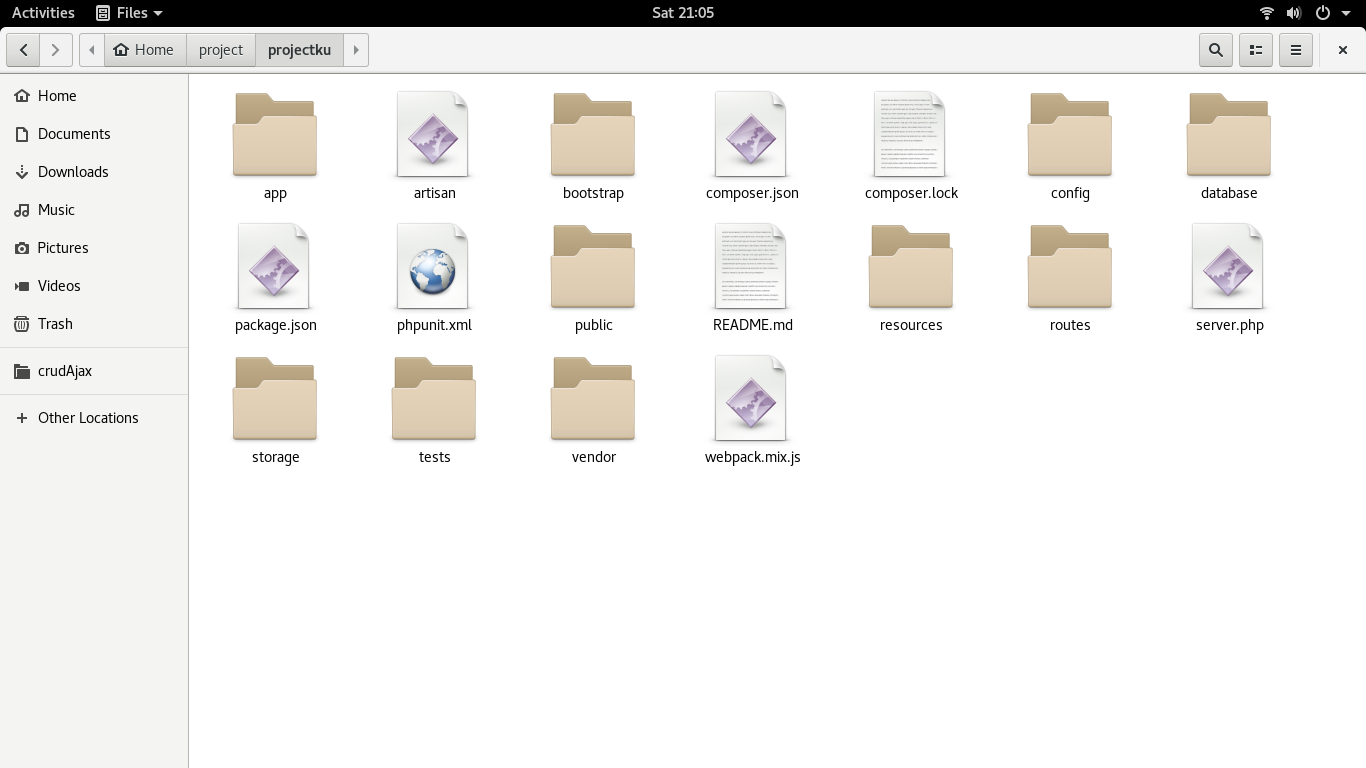 Activities Files Sat 21:05
Home project projectku
Home
Documents
Downloads
Music
Pictures
Videos
Trash
crudAjax
Other Locations
app artisan bootstrap composer.json composer.lock config database
package.json phpunit.xml public README.md resources routes server.php
storage tests vendor webpack.mix.js